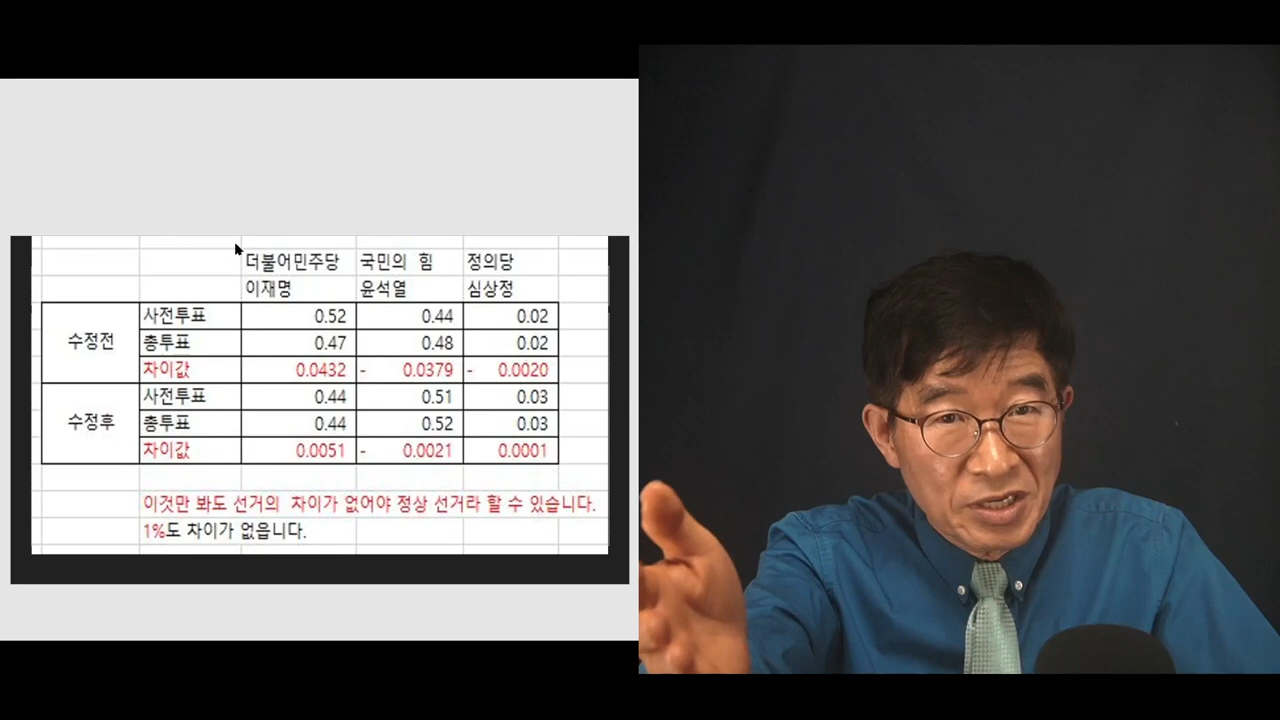 더불어민주당 국민의 힘 정의당
이재명 윤석열 심상정
수정전
사전투표 0.52 0.44 0.02
총투표 0.47 0.48 0.02
차이값 0.0432 - 0.0379 - 0.0020
수정후
사전투표 0.44 0.51 0.03
총투표 0.44 0.52 0.03
차이값 0.0051 - 0.0021 0.0001
이것만 봐도 선거의 차이가 없어야 정상 선거라 할 수 있습니다.
1%도 차이가 없읍니다.